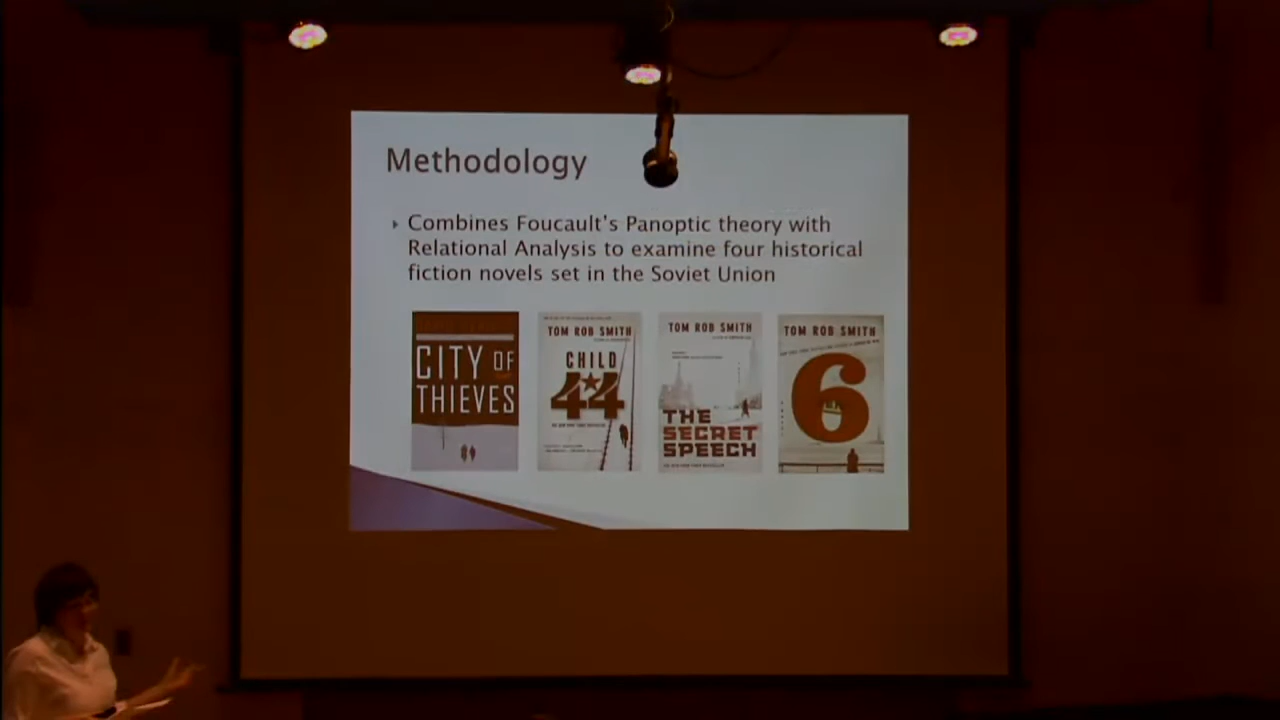 Methodology
Combines Foucault's Panoptic theory with
Relational Analysis to examine four historical
fiction novels set in the Soviet Union
CITY OF
THIEVES
TOM ROB SMITH
CHILD
44
TOM ROB SMITH
THE
SECRET
SPEECH
TOM ROB SMITH
6